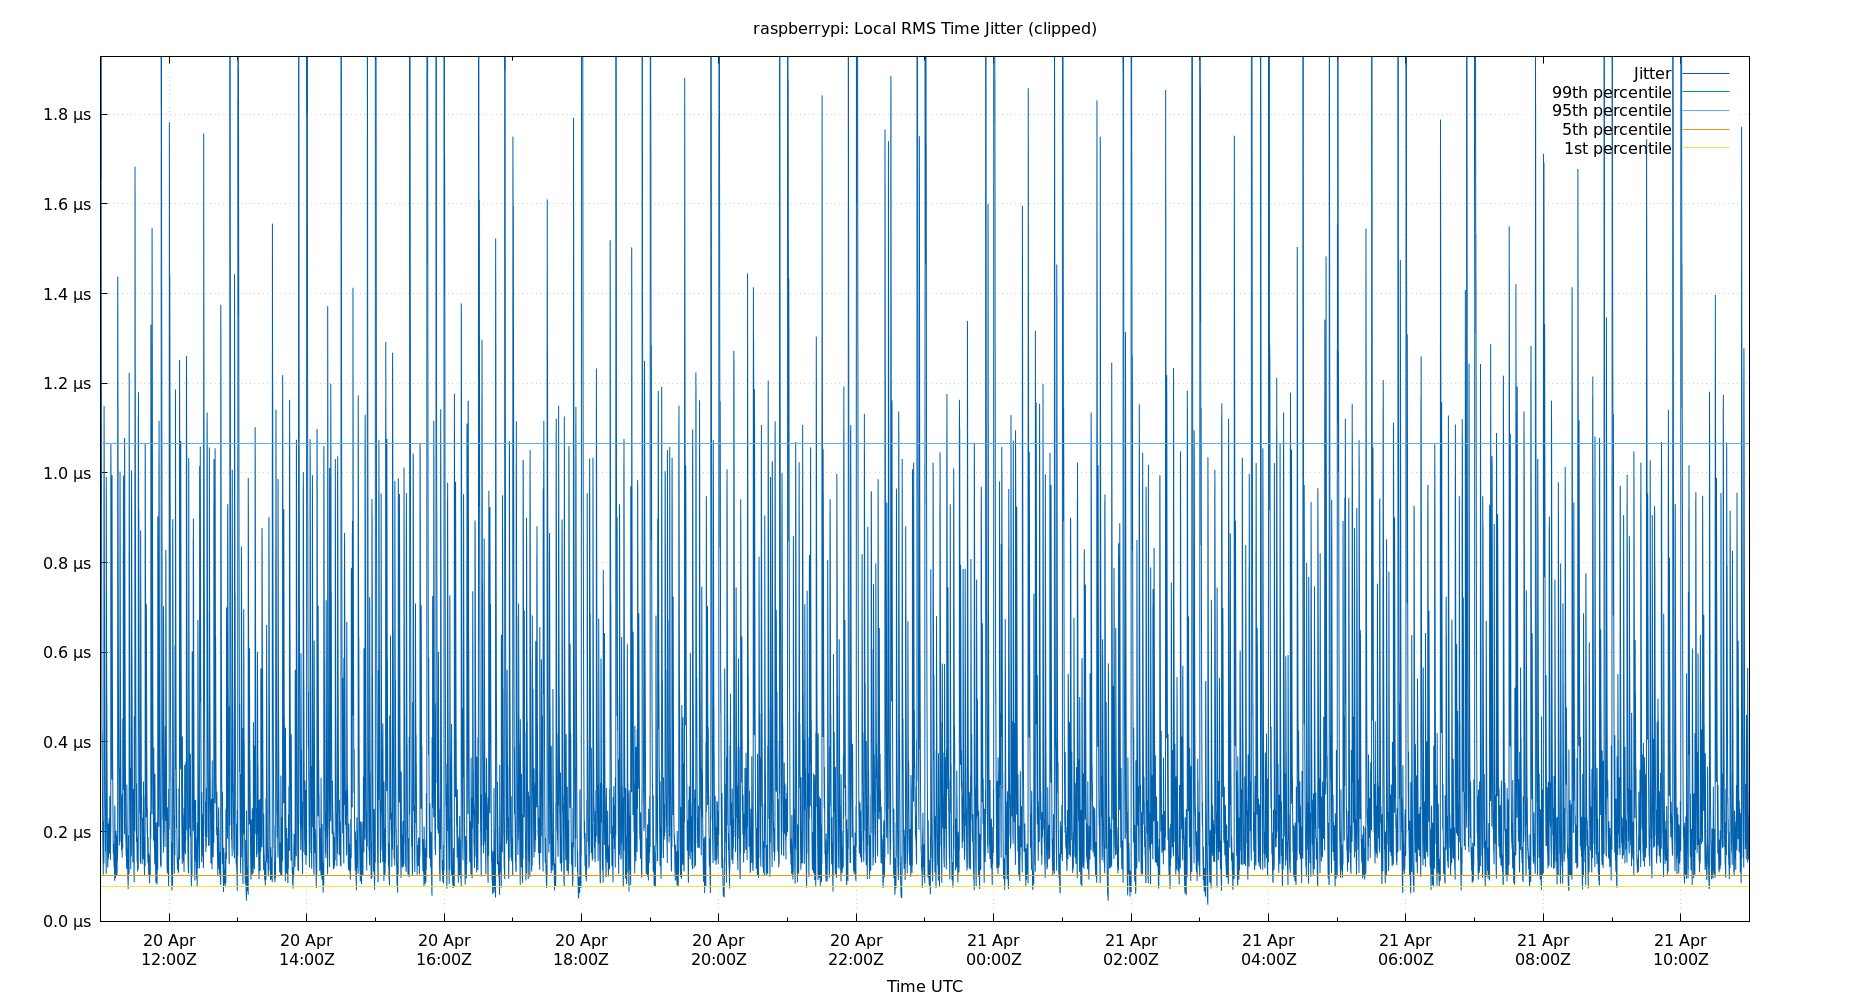 raspberrypi: Local RMS Time Jitter (clipped)
Jitter
99th percentile
95th percentile
5th percentile
1st percentile
1.8 µs
1.6 µs
1.4 µs
1.2 µs
1.0 µs
0.8 µs
0.6 µs
0.4 µs
0.2 µs
0.0 µs
20 Apr 20 Apr 20 Apr 20 Apr 20 Apr 20 Apr 21 Apr 21 Apr 21 Apr 21 Apr 21 Apr 21 Apr
12:00Z 14:00Z 16:00Z 18:00Z 20:00Z 22:00Z 00:00Z 02:00Z 04:00Z 06:00Z 08:00Z 10:00Z
Time UTC